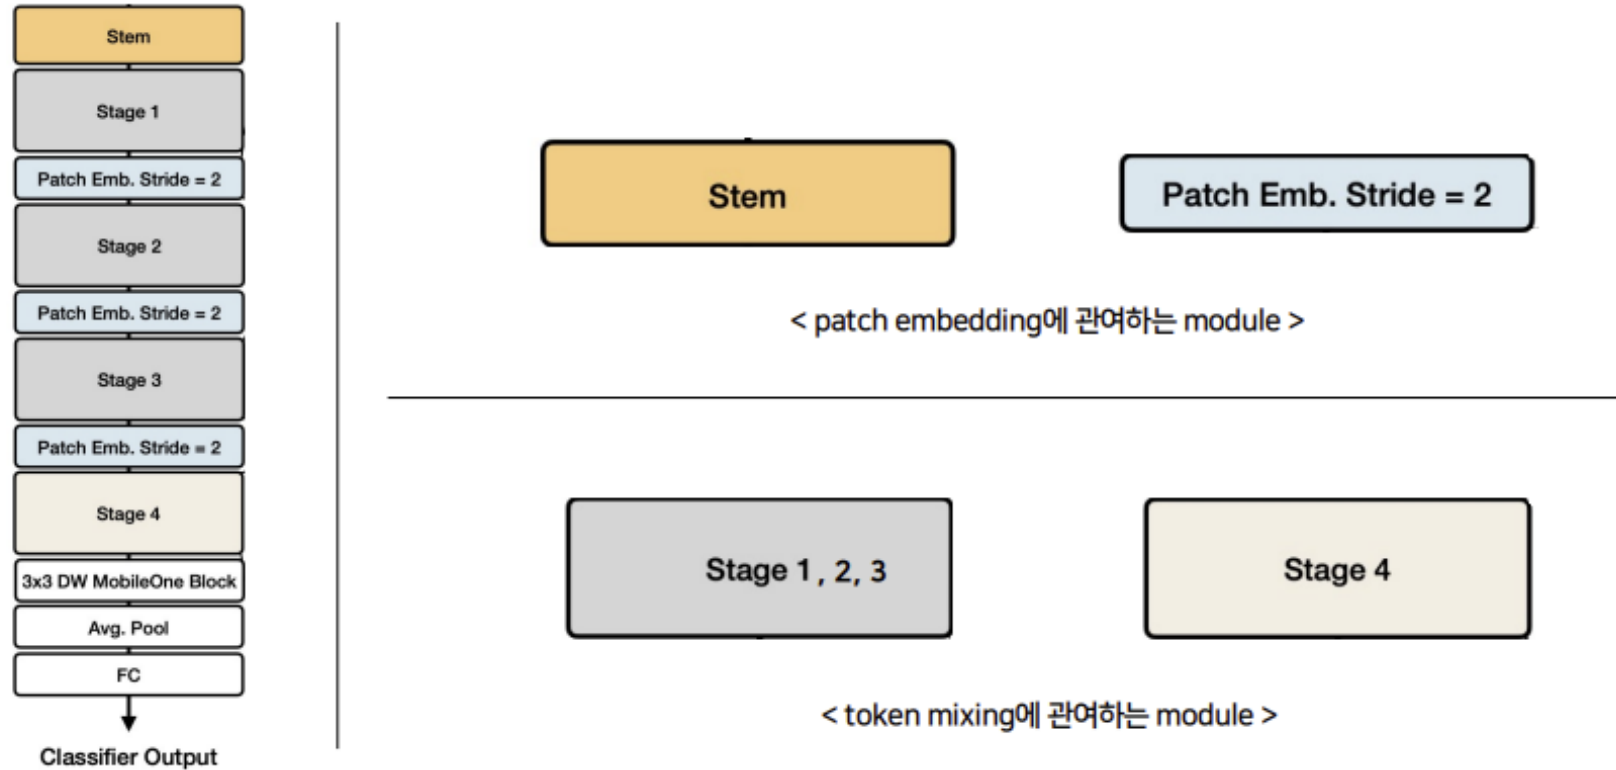 Stem
Stage 1
Patch Emb. Stride = 2
Stage 2
Patch Emb. Stride = 2
Stage 3
Patch Emb. Stride = 2
Stage 4
3x3 DW MobileOne Block
Avg. Pool
FC
Classifier Output
Stem
Patch Emb. Stride = 2
< patch embedding에 관여하는 module >
Stage 1, 2, 3
Stage 4
< token mixing에 관여하는 module >